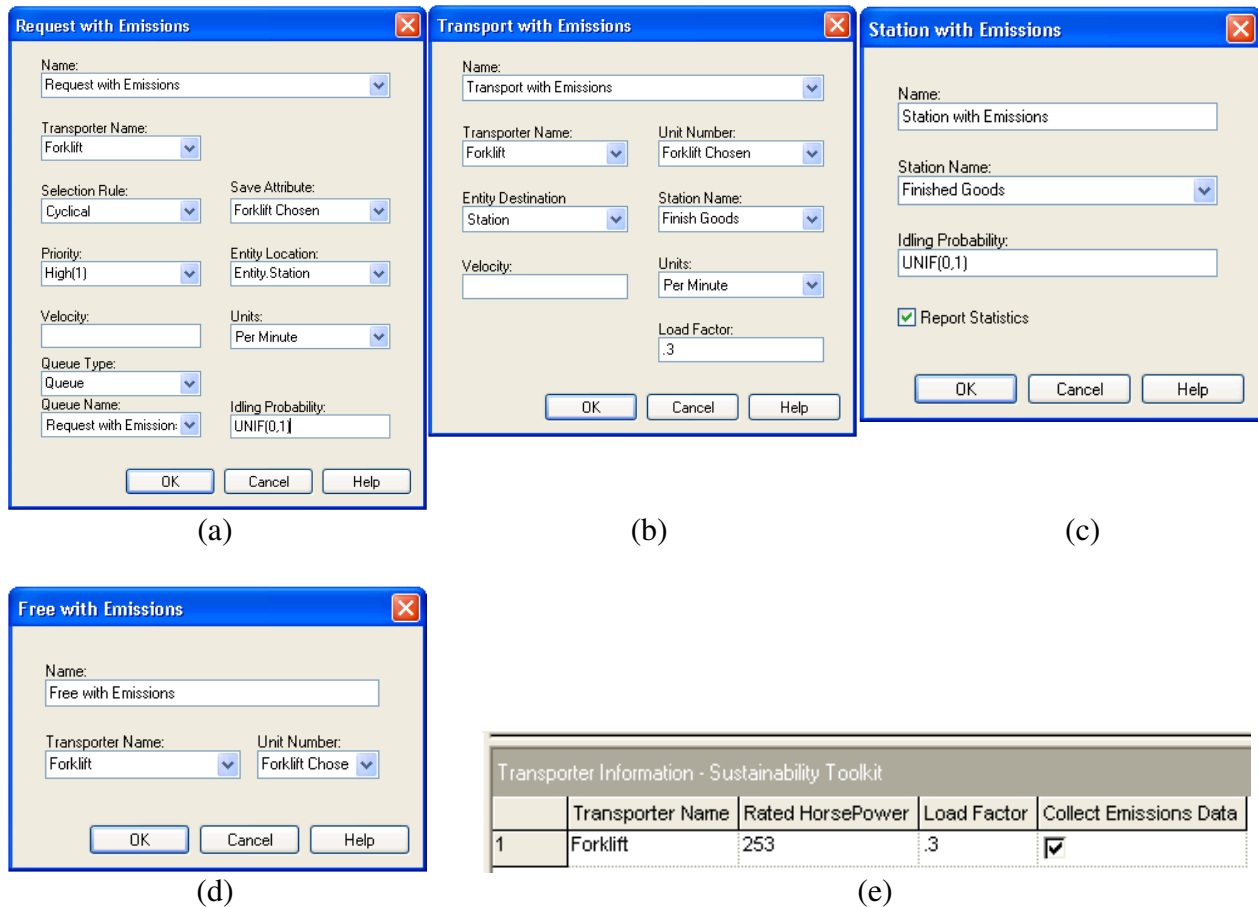 Request with Emissions
Name:
Request with Emissions
Transporter Name:
Forklift
Selection Rule:
Save Attribute:
Cyclical
Forklift Chosen
Priority:
Entity Location:
High(1)
Entity.Station
Velocity:
Units:
Per Minute
Queue Type:
Queue
Queue Name:
Idling Probability:
Request with Emission:
UNIF(0,1)
OK
Cancel
Help
(a)
Transport with Emissions
Name:
Transport with Emissions
Transporter Name:
Unit Number:
Forklift
Forklift Chosen
Entity Destination
Station Name:
Station
Finish Goods
Velocity:
Units:
Per Minute
Load Factor:
.3
OK
Cancel
Help
(b)
Station with Emissions
Name:
Station with Emissions
Station Name:
Finished Goods
Idling Probability:
UNIF(0,1)
Report Statistics
OK
Cancel
Help
(c)
Free with Emissions
Name:
Free with Emissions
Transporter Name:
Unit Number:
Forklift
Forklift Chose
OK
Cancel
Help
(d)
Transporter Information - Sustainability Toolkit
Transporter Name Rated HorsePower Load Factor Collect Emissions Data
1 Forklift 253 .3
(e)